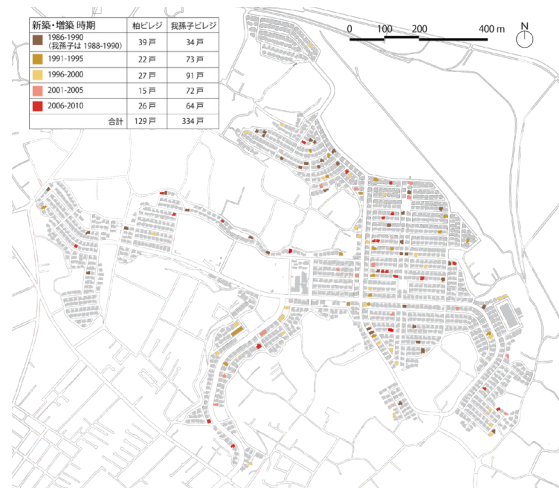 新築・増築 時期 柏ビレジ 我孫子ビレジ
1986-1990
(我孫子は 1988-1990) 39 戸 34 戸
1991-1995 22 戸 73 戸
1996-2000 27 戸 91 戸
2001-2005 15 戸 72 戸
2006-2010 26 戸 64 戸
合計 129 戸 334 戸
0 100 200 400 m
N